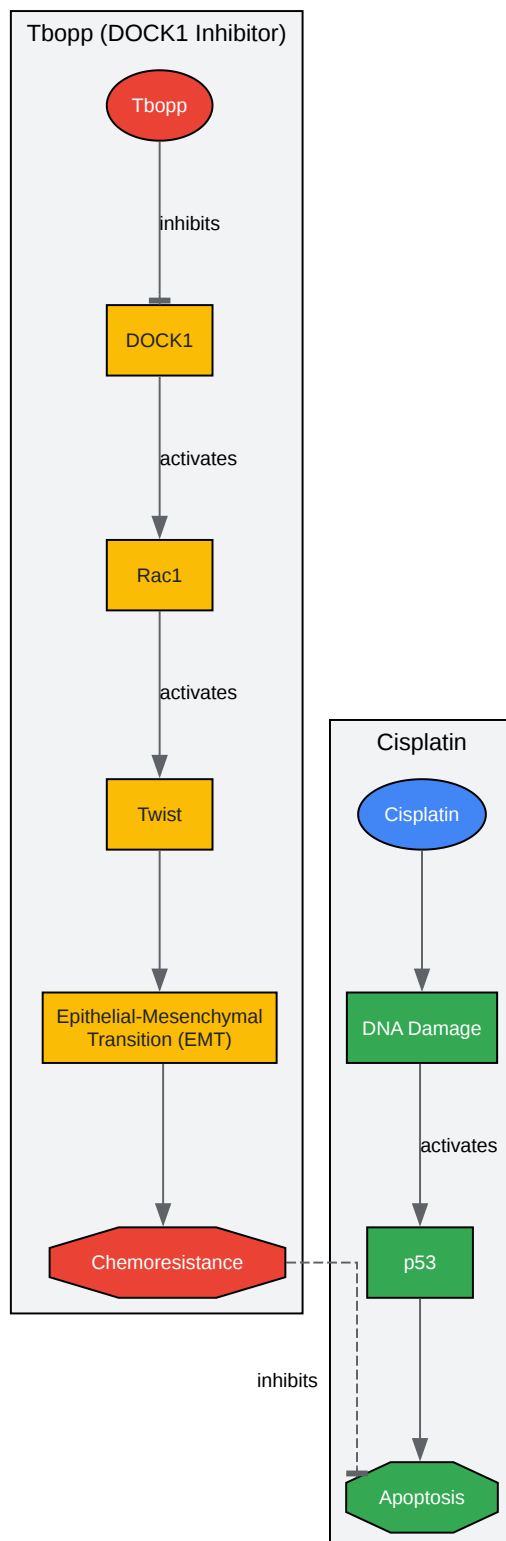 Tbopp (DOCK1 Inhibitor)
Tbopp
inhibits
DOCK1
activates
Rac1
activates
Twist
Epithelial-Mesenchymal
Transition (EMT)
Chemoresistance
inhibits
Cisplatin
Cisplatin
DNA Damage
activates
p53
Apoptosis